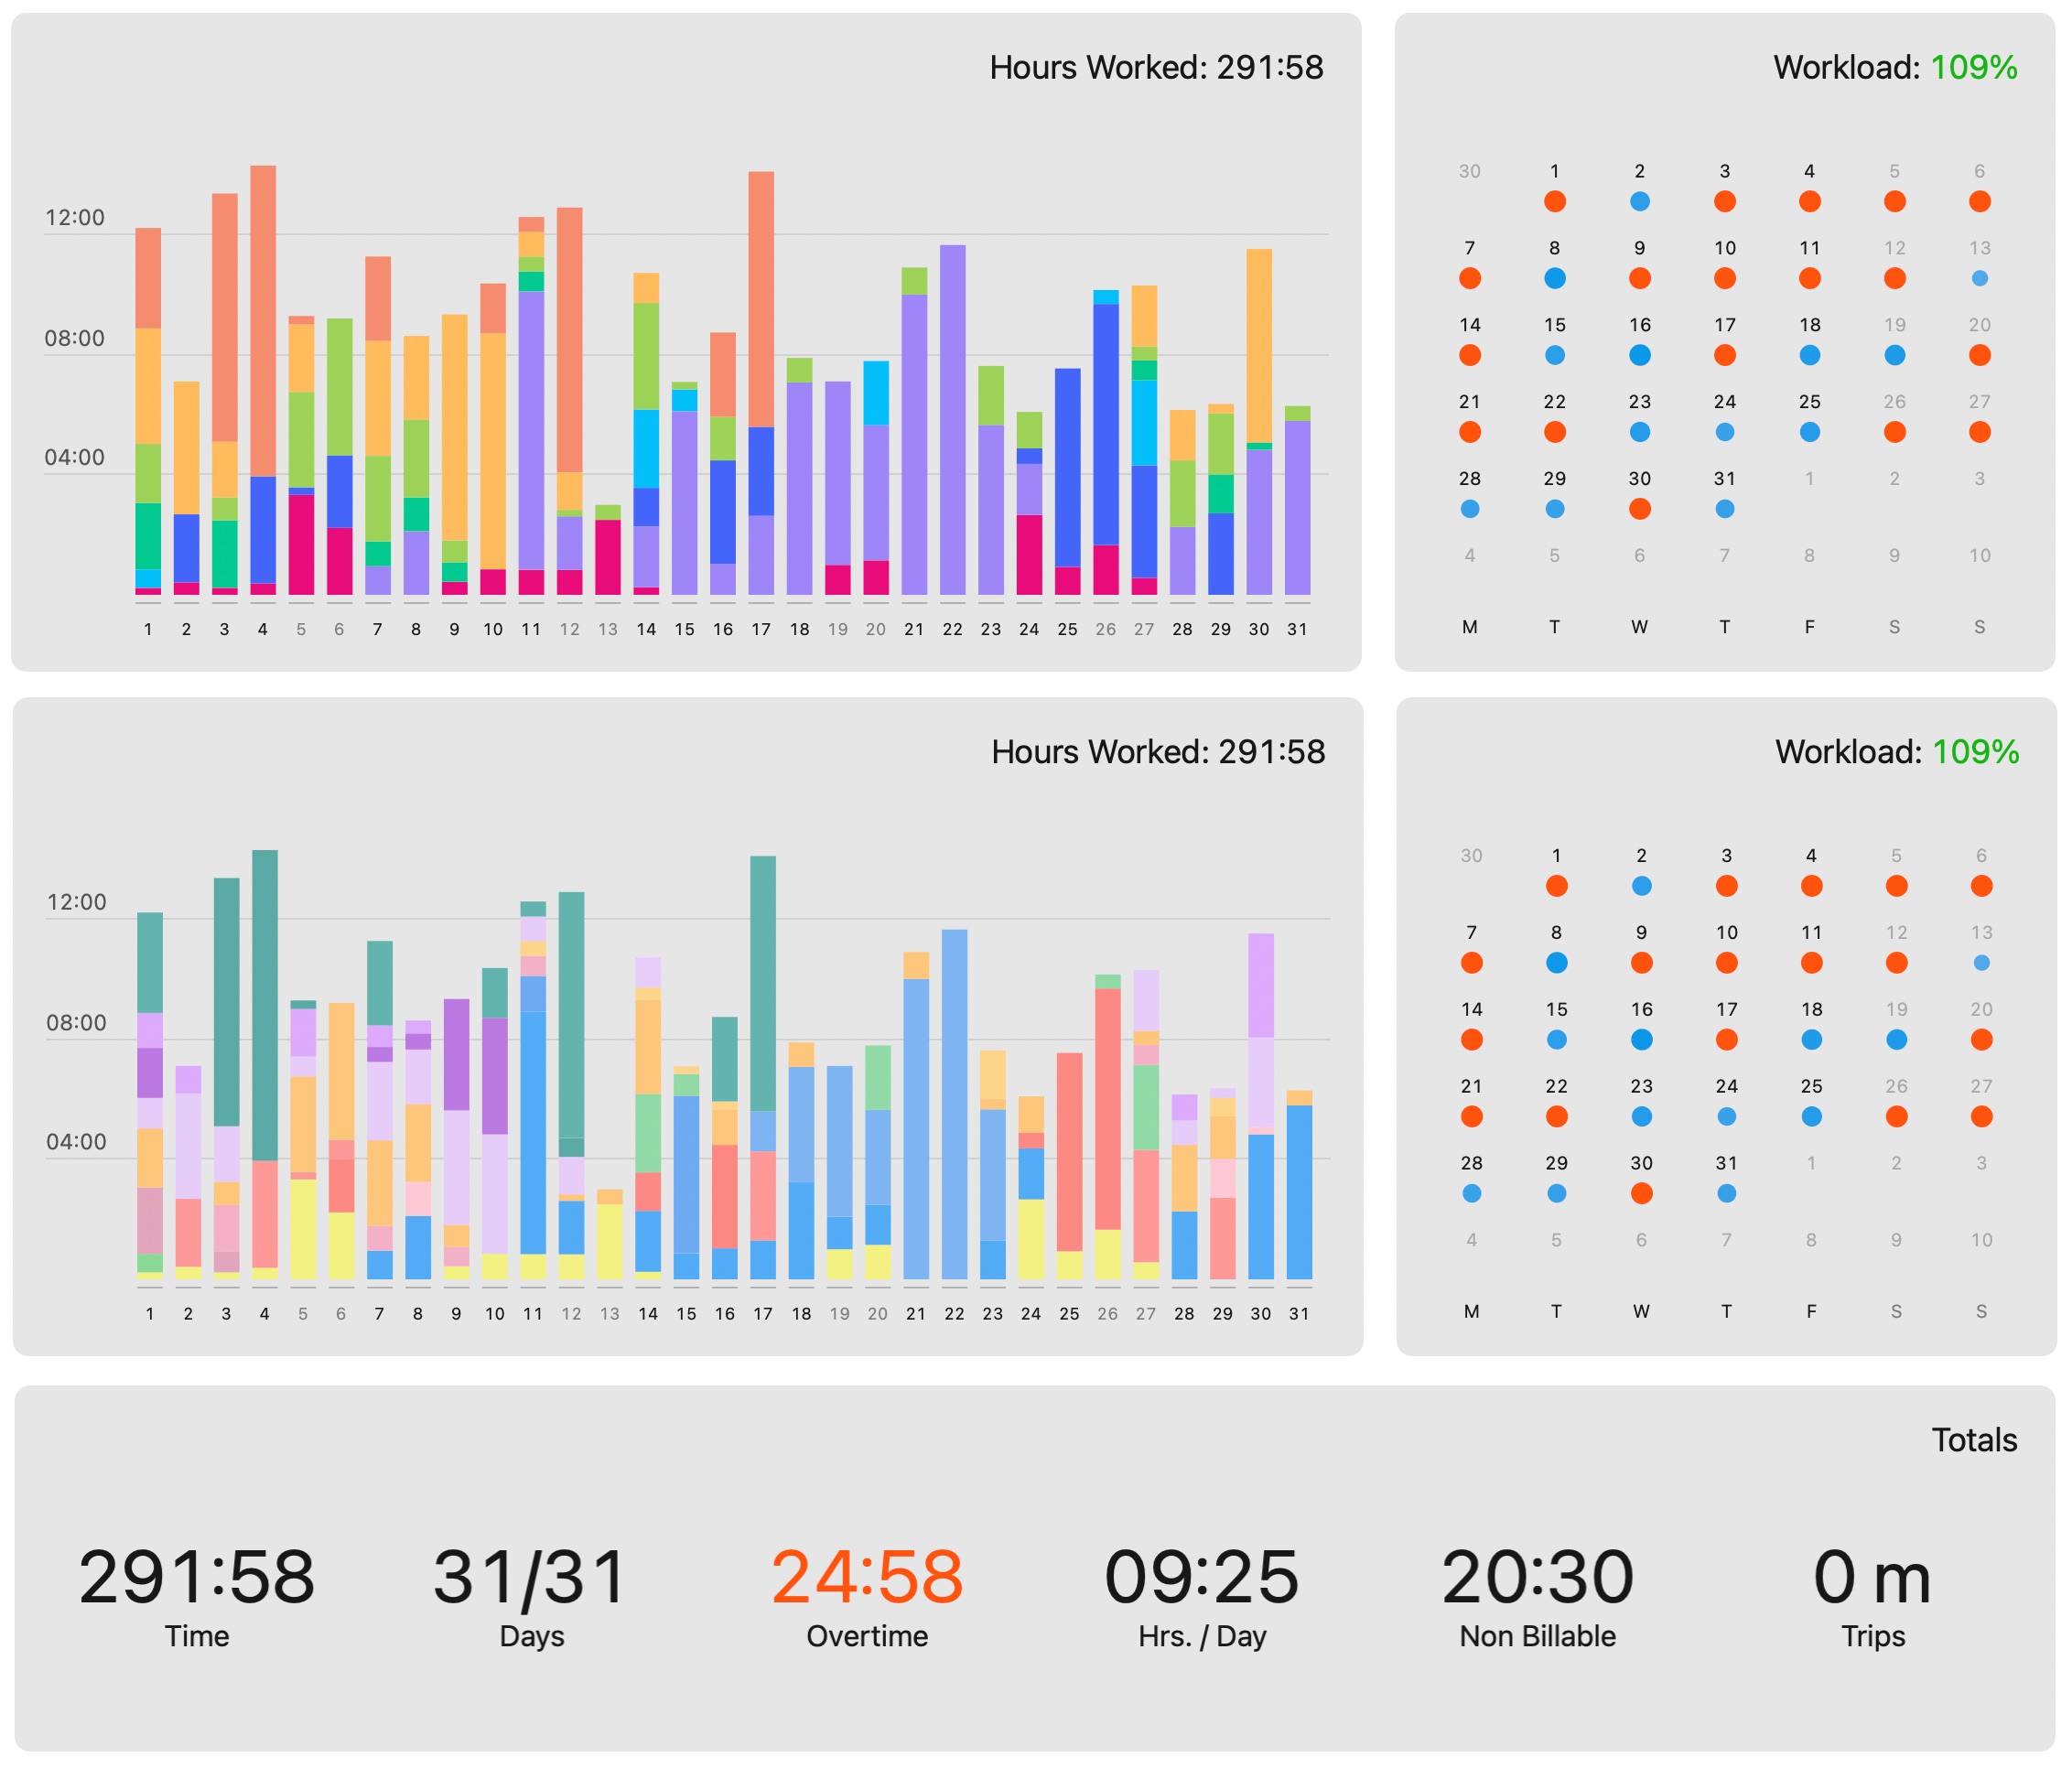 Hours Worked: 291:58
12:00
08:00
04:00
1 2 3 4 5 6 7 8 9 10 11 12 13 14 15 16 17 18 19 20 21 22 23 24 25 26 27 28 29 30 31
Workload: 109%
30 1 2 3 4 5 6
7 8 9 10 11 12 13
14 15 16 17 18 19 20
21 22 23 24 25 26 27
28 29 30 31 1 2 3
4 5 6 7 8 9 10
M T W T F S S
Hours Worked: 291:58
12:00
08:00
04:00
1 2 3 4 5 6 7 8 9 10 11 12 13 14 15 16 17 18 19 20 21 22 23 24 25 26 27 28 29 30 31
Workload: 109%
30 1 2 3 4 5 6
7 8 9 10 11 12 13
14 15 16 17 18 19 20
21 22 23 24 25 26 27
28 29 30 31 1 2 3
4 5 6 7 8 9 10
M T W T F S S
Totals
291:58 31/31 24:58 09:25 20:30 0 m
Time Days Overtime Hrs. / Day Non Billable Trips